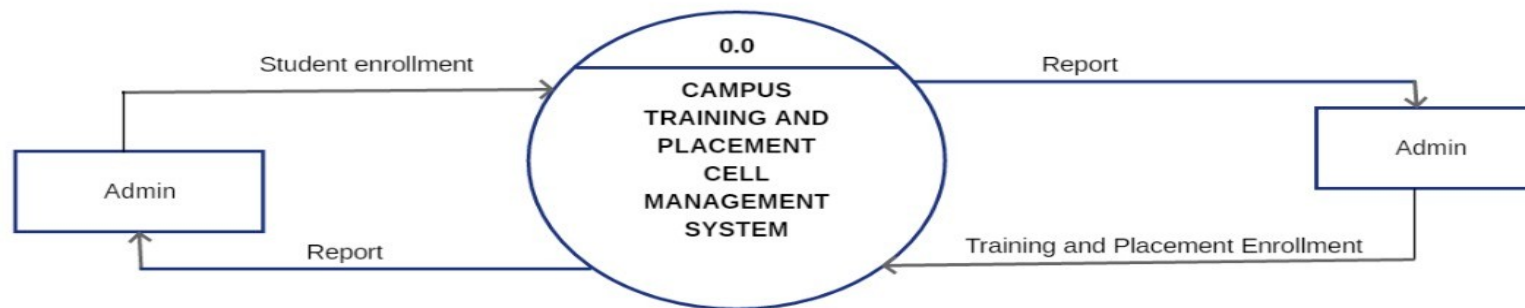 0.0
Student enrollment
Report
CAMPUS
TRAINING AND
PLACEMENT
CELL
MANAGEMENT
SYSTEM
Admin
Admin
Report
Training and Placement Enrollment